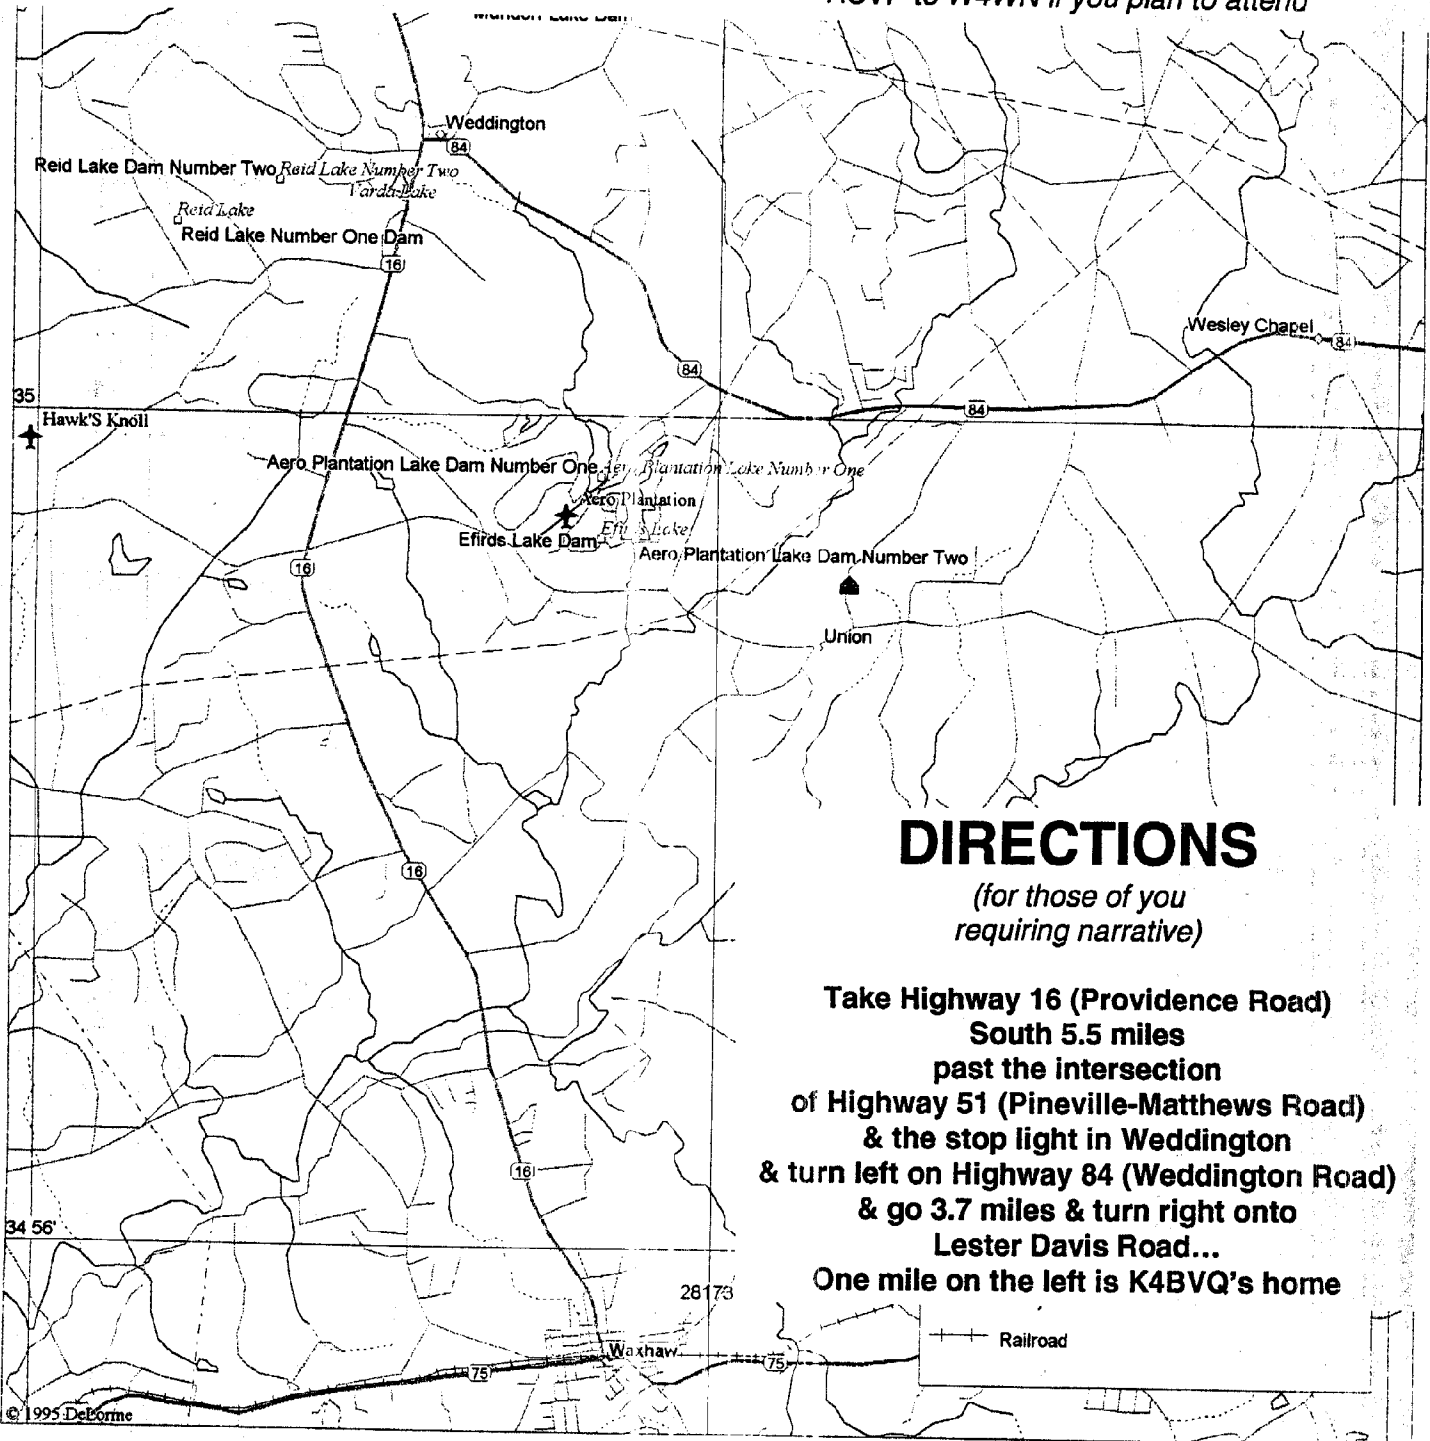 RSVP to W4WN if you plan to attend
Weddington
84
Reid Lake Dam Number Two
Reid Lake Number Two
Varda Lake
Reid Lake
Reid Lake Number One Dam
16
Wesley Chapel
84
84
35
Hawk'S Knoll
84
Aero Plantation Lake Dam Number One
Aero Plantation Lake Number One
Aero Plantation
Efirds Lake
Efirds Lake Dam
Aero Plantation Lake Dam Number Two
16
Union
16
DIRECTIONS
(for those of you
requiring narrative)
Take Highway 16 (Providence Road)
South 5.5 miles
past the intersection
of Highway 51 (Pineville-Matthews Road)
& the stop light in Weddington
& turn left on Highway 84 (Weddington Road)
& go 3.7 miles & turn right onto
Lester Davis Road...
One mile on the left is K4BVQ's home
16
34 56'
28173
Railroad
Waxhaw
75
75
© 1995 DeLorme